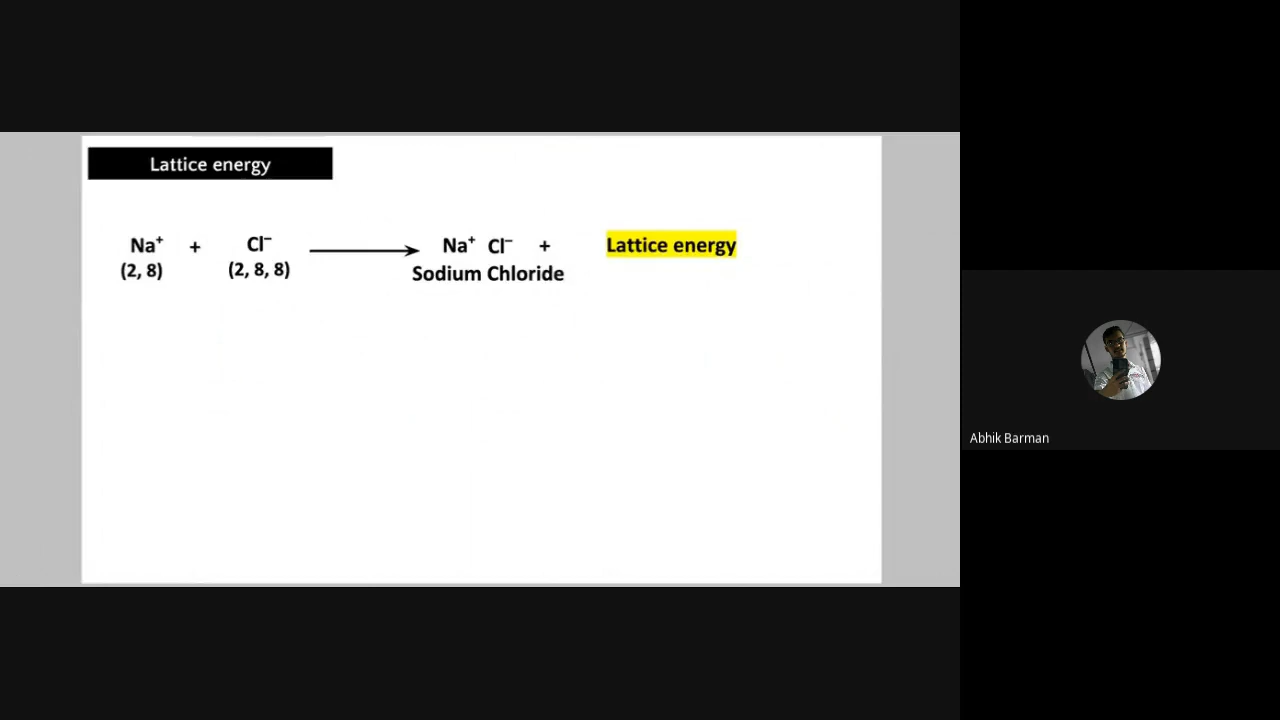 Lattice energy
Na⁺ + Cl⁻ ⟶ Na⁺ Cl⁻ + Lattice energy
(2, 8) (2, 8, 8) Sodium Chloride
Abhik Barman